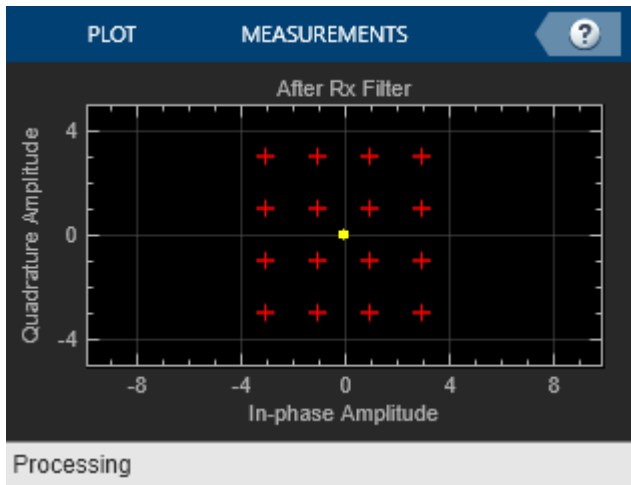 PLOT MEASUREMENTS ?
After Rx Filter
Quadrature Amplitude
4
0
-4
-8 -4 0 4 8
In-phase Amplitude
Processing